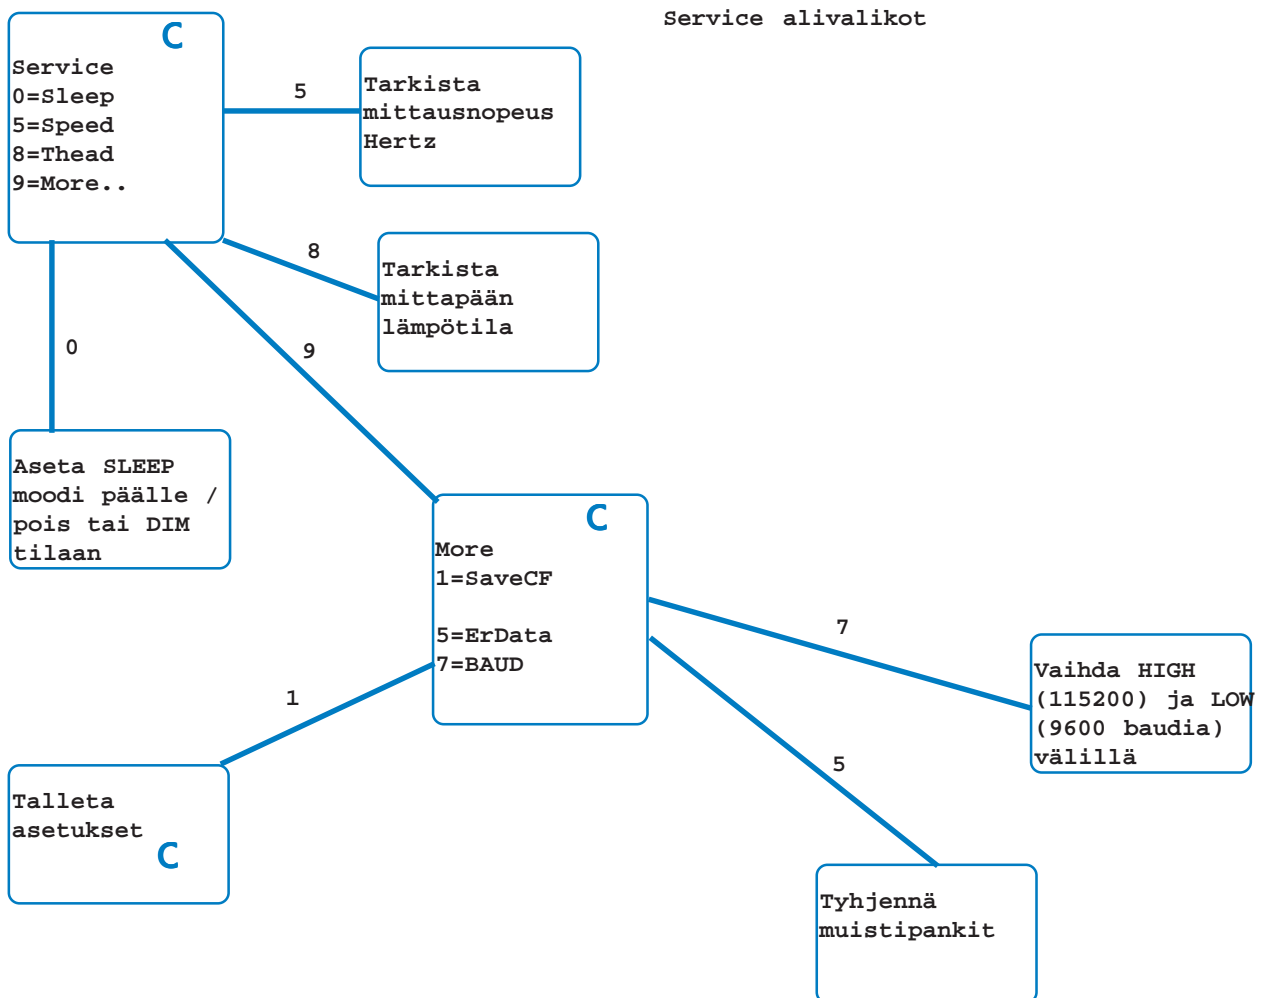 Service alivalikot
C
Service
0=Sleep
5=Speed
8=Thead
9=More..
5
Tarkista
mittausnopeus
Hertz
8
Tarkista
mittapään
lämpötila
0
9
Aseta SLEEP
moodi päälle /
pois tai DIM
tilaan
C
More
1=SaveCF
5=ErData
7=BAUD
7
Vaihda HIGH
(115200) ja LOW
(9600 baudia)
välillä
1
5
Talleta
asetukset
C
Tyhjennä
muistipankit